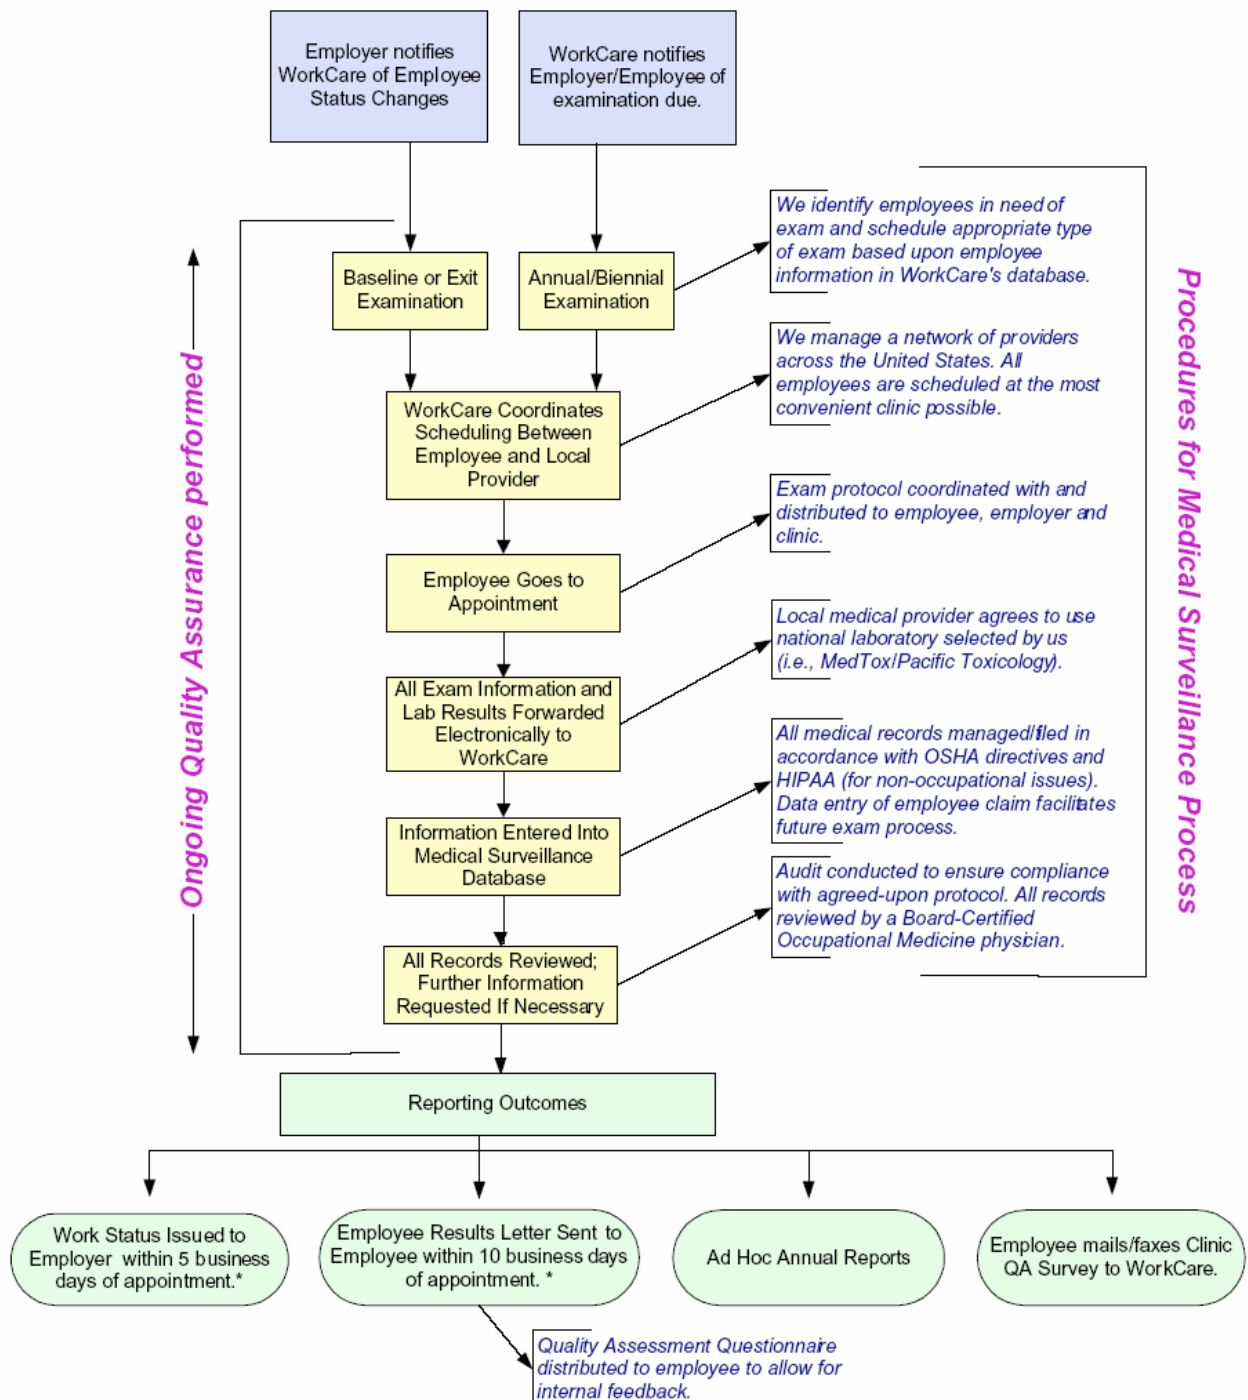 Employer notifies
WorkCare of Employee
Status Changes
WorkCare notifies
Employer/Employee of
examination due.
We identify employees in need of
exam and schedule appropriate type
of exam based upon employee
information in WorkCare's database.
Baseline or Exit
Examination
Annual/Biennial
Examination
We manage a network of providers
across the United States. All
employees are scheduled at the most
convenient clinic possible.
WorkCare Coordinates
Scheduling Between
Employee and Local
Provider
Exam protocol coordinated with and
distributed to employee, employer and
clinic.
Employee Goes to
Appointment
Local medical provider agrees to use
national laboratory selected by us
(i.e., MedTox/Pacific Toxicology).
All Exam Information and
Lab Results Forwarded
Electronically to
WorkCare
All medical records managed/filed in
accordance with OSHA directives and
HIPAA (for non-occupational issues).
Data entry of employee claim facilitates
future exam process.
Information Entered Into
Medical Surveillance
Database
Audit conducted to ensure compliance
with agreed-upon protocol. All records
reviewed by a Board-Certified
Occupational Medicine physician.
All Records Reviewed;
Further Information
Requested If Necessary
Ongoing Quality Assurance performed
Procedures for Medical Surveillance Process
Reporting Outcomes
Work Status Issued to
Employer within 5 business
days of appointment.*
Employee Results Letter Sent to
Employee within 10 business days
of appointment. *
Ad Hoc Annual Reports
Employee mails/faxes Clinic
QA Survey to WorkCare.
Quality Assessment Questionnaire
distributed to employee to allow for
internal feedback.